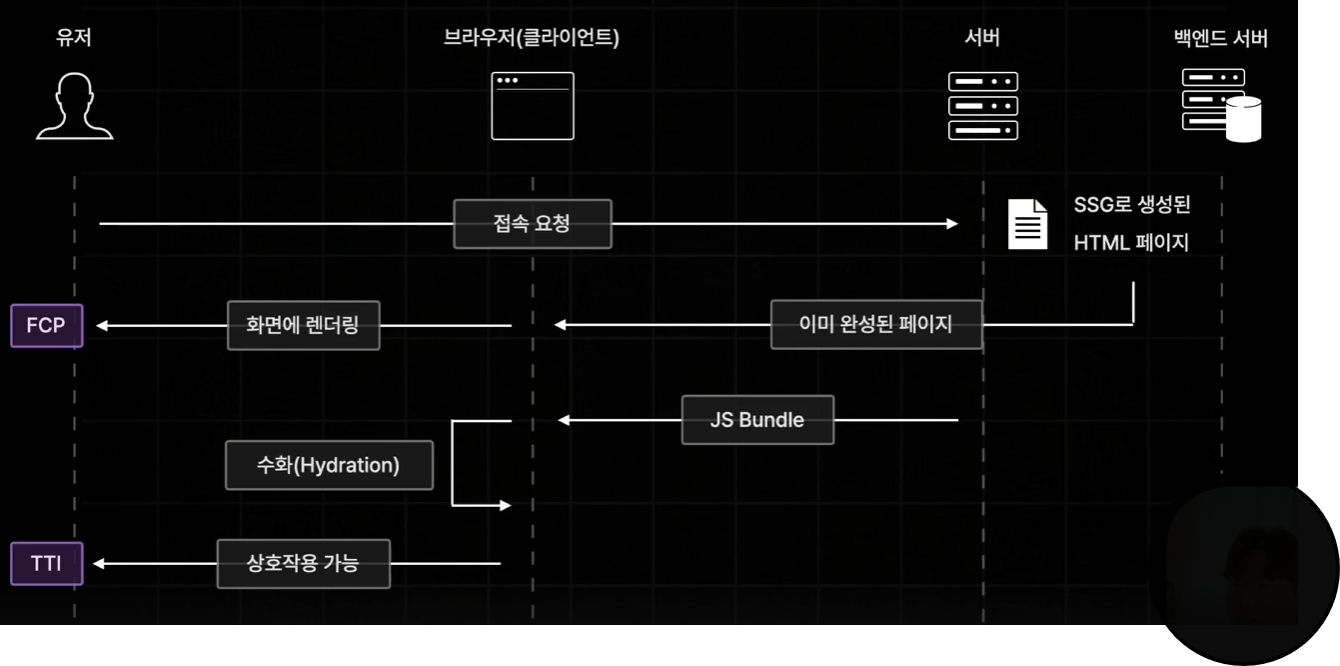 유저
브라우저(클라이언트)
서버
백엔드 서버
접속 요청
SSG로 생성된
HTML 페이지
FCP
화면에 렌더링
이미 완성된 페이지
JS Bundle
수화(Hydration)
TTI
상호작용 가능